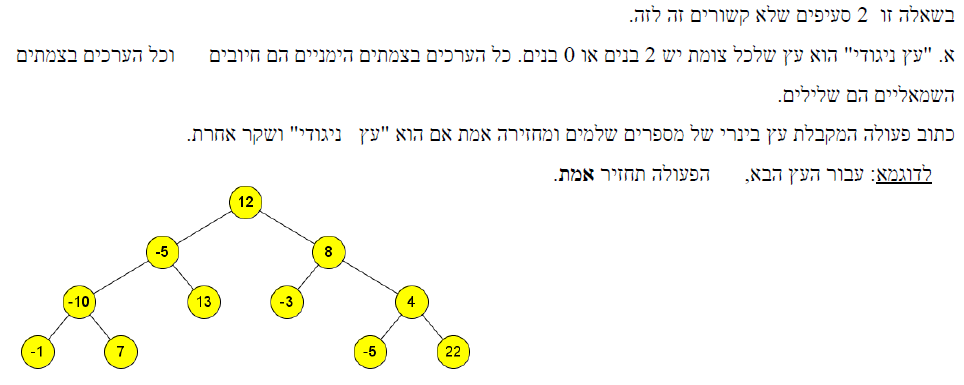 בשאלה זו 2 סעיפים שלא קשורים זה לזה.
א. "עץ ניגודי" הוא עץ שלכל צומת יש 2 בנים או 0 בנים. כל הערכים בצמתים הימניים הם חיובים וכל הערכים בצמתים
השמאליים הם שלילים.
כתוב פעולה המקבלת עץ בינרי של מספרים שלמים ומחזירה אמת אם הוא "עץ ניגודי" ושקר אחרת.
לדוגמא: עבור העץ הבא, הפעולה תחזיר אמת.
12
-5 8
-10 13 -3 4
-1 7 -5 22